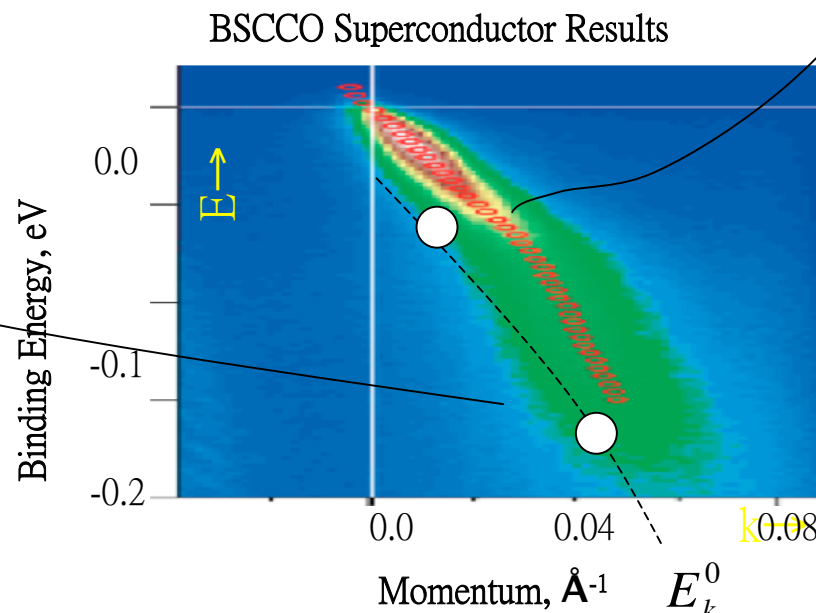 BSCCO Superconductor Results
0.0
E→
Binding Energy, eV
-0.1
-0.2
0.0 0.04 k→ 0.08
Momentum, Å-1
E⁰ₖ